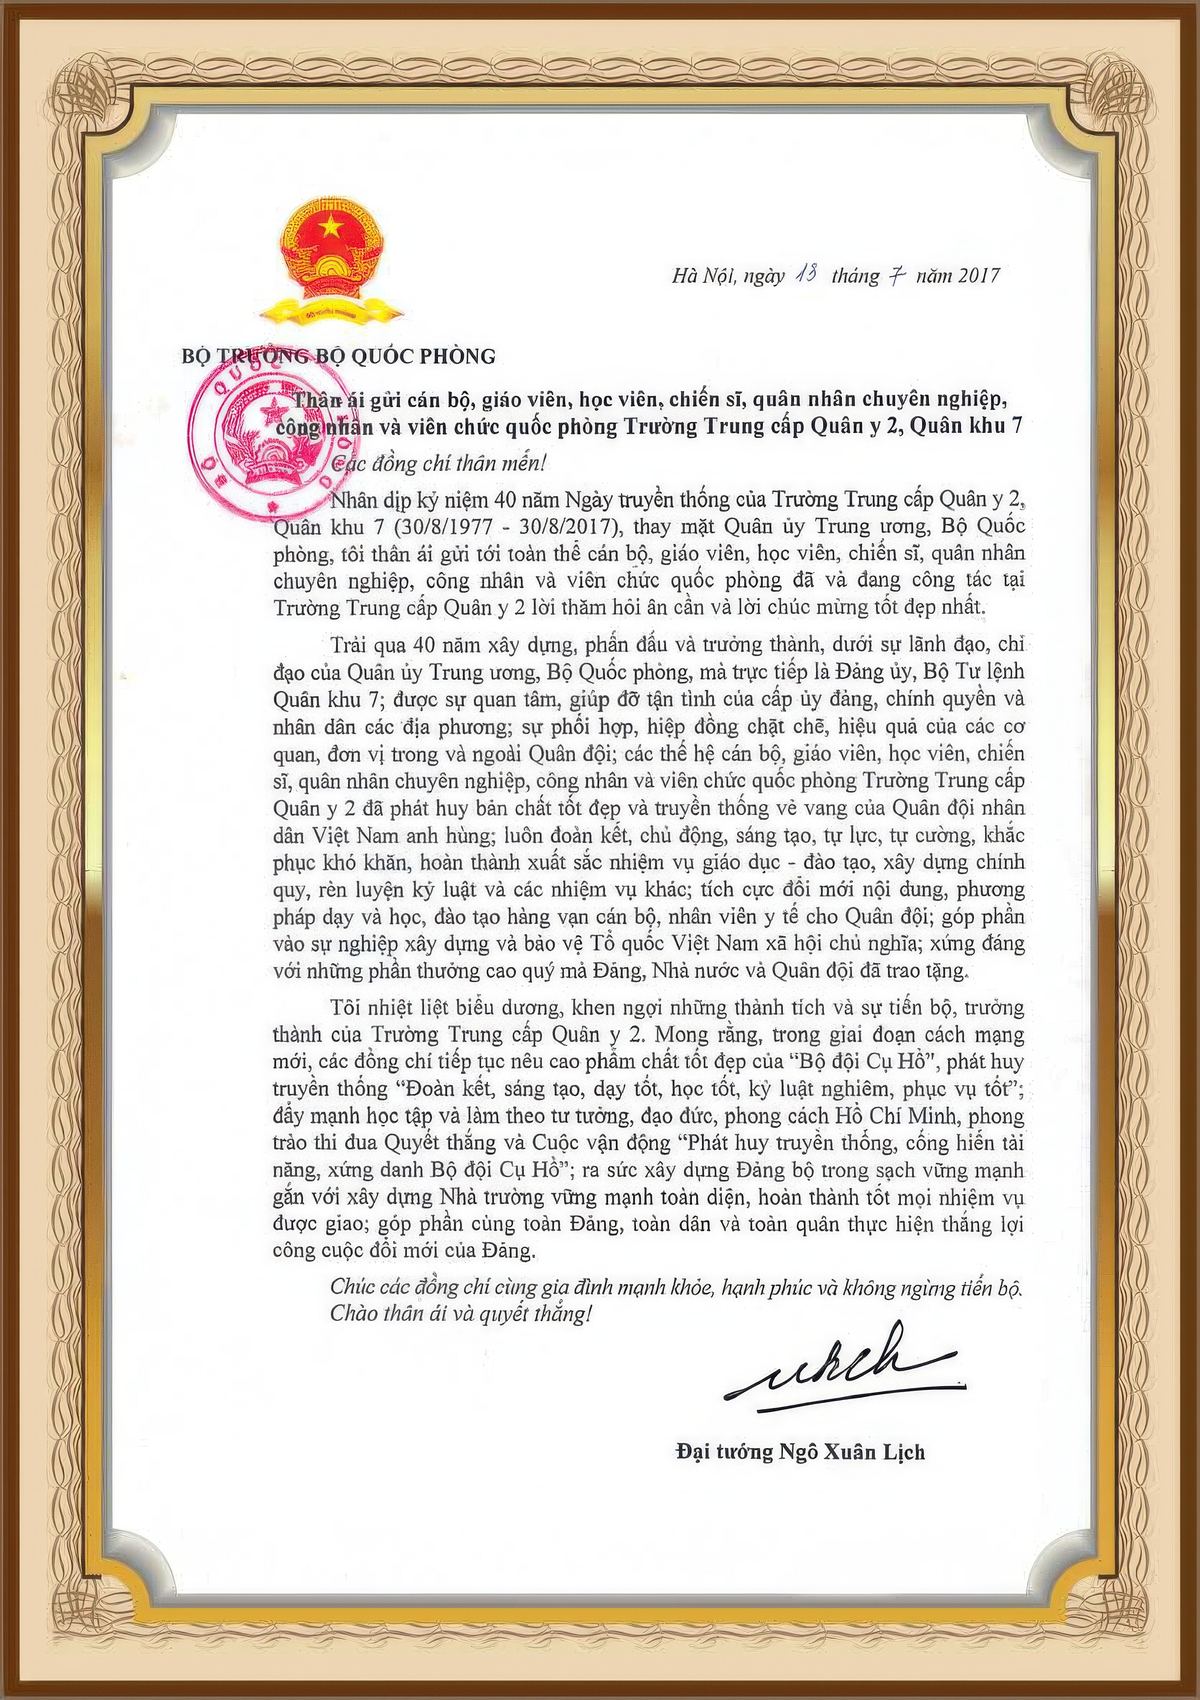 Hà Nội, ngày 13 tháng 7 năm 2017
BỘ TRƯỞNG BỘ QUỐC PHÒNG
Thân ái gửi cán bộ, giáo viên, học viên, chiến sĩ, quân nhân chuyên nghiệp,
công nhân và viên chức quốc phòng Trường Trung cấp Quân y 2, Quân khu 7
Các đồng chí thân mến!
Nhân dịp kỷ niệm 40 năm Ngày truyền thống của Trường Trung cấp Quân y 2,
Quân khu 7 (30/8/1977 - 30/8/2017), thay mặt Quân ủy Trung ương, Bộ Quốc
phòng, tôi thân ái gửi tới toàn thể cán bộ, giáo viên, học viên, chiến sĩ, quân nhân
chuyên nghiệp, công nhân và viên chức quốc phòng đã và đang công tác tại
Trường Trung cấp Quân y 2 lời thăm hỏi ân cần và lời chúc mừng tốt đẹp nhất.
Trải qua 40 năm xây dựng, phấn đấu và trưởng thành, dưới sự lãnh đạo, chỉ
đạo của Quân ủy Trung ương, Bộ Quốc phòng, mà trực tiếp là Đảng ủy, Bộ Tư lệnh
Quân khu 7; được sự quan tâm, giúp đỡ tận tình của cấp ủy đảng, chính quyền và
nhân dân các địa phương; sự phối hợp, hiệp đồng chặt chẽ, hiệu quả của các cơ
quan, đơn vị trong và ngoài Quân đội; các thế hệ cán bộ, giáo viên, học viên, chiến
sĩ, quân nhân chuyên nghiệp, công nhân và viên chức quốc phòng Trường Trung cấp
Quân y 2 đã phát huy bản chất tốt đẹp và truyền thống vẻ vang của Quân đội nhân
dân Việt Nam anh hùng; luôn đoàn kết, chủ động, sáng tạo, tự lực, tự cường, khắc
phục khó khăn, hoàn thành xuất sắc nhiệm vụ giáo dục - đào tạo, xây dựng chính
quy, rèn luyện kỷ luật và các nhiệm vụ khác; tích cực đổi mới nội dung, phương
pháp dạy và học, đào tạo hàng vạn cán bộ, nhân viên y tế cho Quân đội; góp phần
vào sự nghiệp xây dựng và bảo vệ Tổ quốc Việt Nam xã hội chủ nghĩa; xứng đáng
với những phần thưởng cao quý mà Đảng, Nhà nước và Quân đội đã trao tặng.
Tôi nhiệt liệt biểu dương, khen ngợi những thành tích và sự tiến bộ, trưởng
thành của Trường Trung cấp Quân y 2. Mong rằng, trong giai đoạn cách mạng
mới, các đồng chí tiếp tục nêu cao phẩm chất tốt đẹp của “Bộ đội Cụ Hồ”, phát huy
truyền thống “Đoàn kết, sáng tạo, dạy tốt, học tốt, kỷ luật nghiêm, phục vụ tốt”;
đẩy mạnh học tập và làm theo tư tưởng, đạo đức, phong cách Hồ Chí Minh, phong
trào thi đua Quyết thắng và Cuộc vận động “Phát huy truyền thống, cống hiến tài
năng, xứng danh Bộ đội Cụ Hồ”; ra sức xây dựng Đảng bộ trong sạch vững mạnh
gắn với xây dựng Nhà trường vững mạnh toàn diện, hoàn thành tốt mọi nhiệm vụ
được giao; góp phần cùng toàn Đảng, toàn dân và toàn quân thực hiện thắng lợi
công cuộc đổi mới của Đảng.
Chúc các đồng chí cùng gia đình mạnh khỏe, hạnh phúc và không ngừng tiến bộ.
Chào thân ái và quyết thắng!
Đại tướng Ngô Xuân Lịch